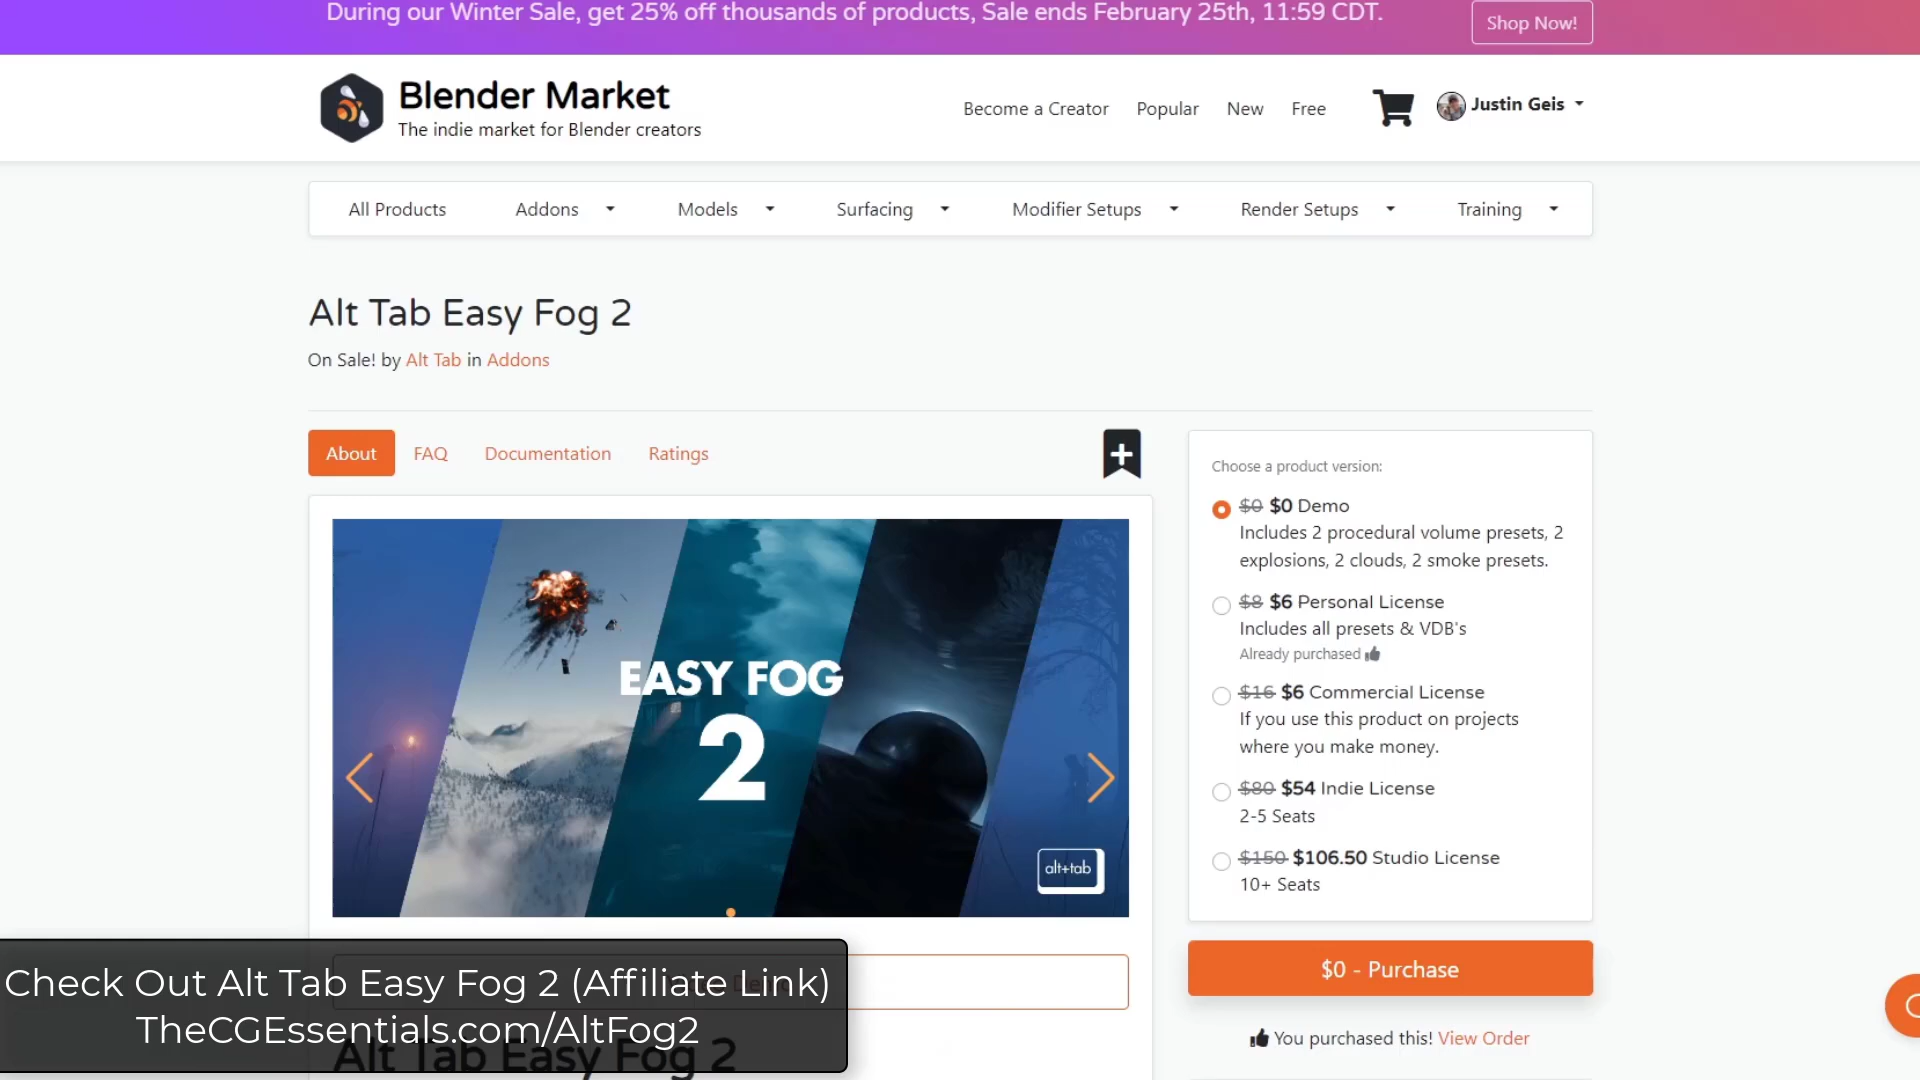 During our Winter Sale, get 25% off thousands of products, Sale ends February 25th, 11:59 CDT.
Shop Now!
Blender Market
The indie market for Blender creators
Become a Creator
Popular
New
Free
Justin Geis
All Products
Addons
Models
Surfacing
Modifier Setups
Render Setups
Training
Alt Tab Easy Fog 2
On Sale! by Alt Tab in Addons
About
FAQ
Documentation
Ratings
EASY FOG
2
alt+tab
Choose a product version:
$0 $0 Demo
Includes 2 procedural volume presets, 2
explosions, 2 clouds, 2 smoke presets.
$8 $6 Personal License
Includes all presets & VDB's
Already purchased
$16 $6 Commercial License
If you use this product on projects
where you make money.
$80 $54 Indie License
2-5 Seats
$150 $106.50 Studio License
10+ Seats
$0 - Purchase
You purchased this! View Order
Check Out Alt Tab Easy Fog 2 (Affiliate Link)
TheCGEssentials.com/AltFog2
Alt Tab Easy Fog 2